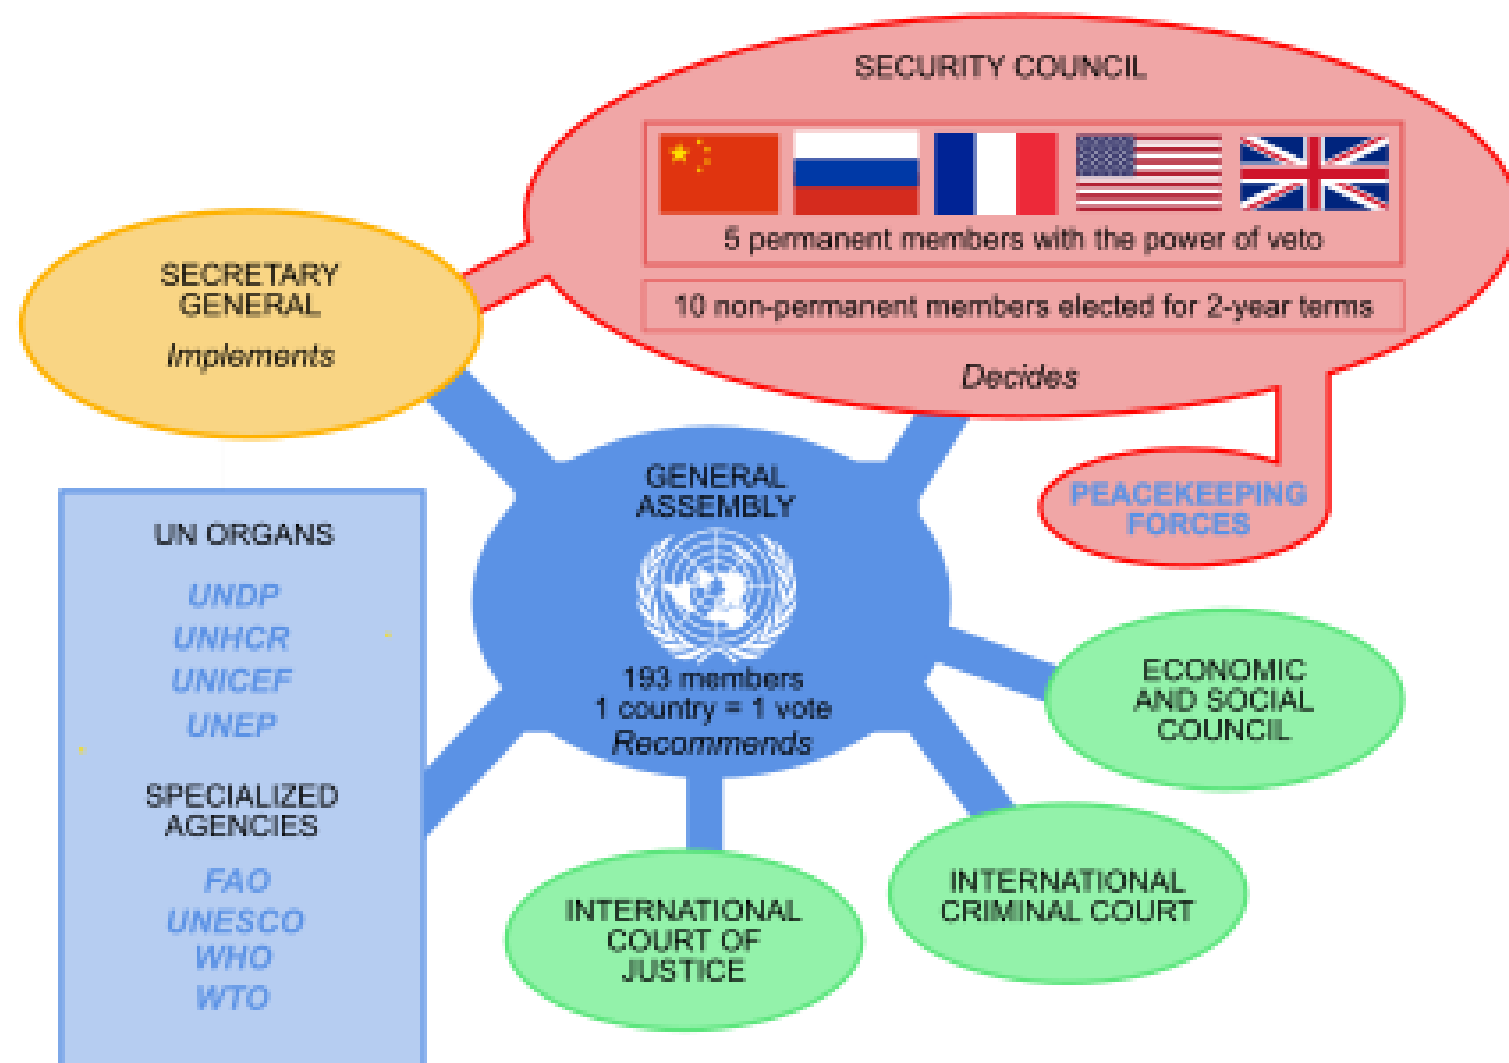 SECURITY COUNCIL
5 permanent members with the power of veto
10 non-permanent members elected for 2-year terms
Decides
SECRETARY
GENERAL
Implements
GENERAL
ASSEMBLY
193 members
1 country = 1 vote
Recommends
PEACEKEEPING
FORCES
UN ORGANS
UNDP
UNHCR
UNICEF
UNEP
SPECIALIZED
AGENCIES
FAO
UNESCO
WHO
WTO
ECONOMIC
AND SOCIAL
COUNCIL
INTERNATIONAL
CRIMINAL COURT
INTERNATIONAL
COURT OF
JUSTICE